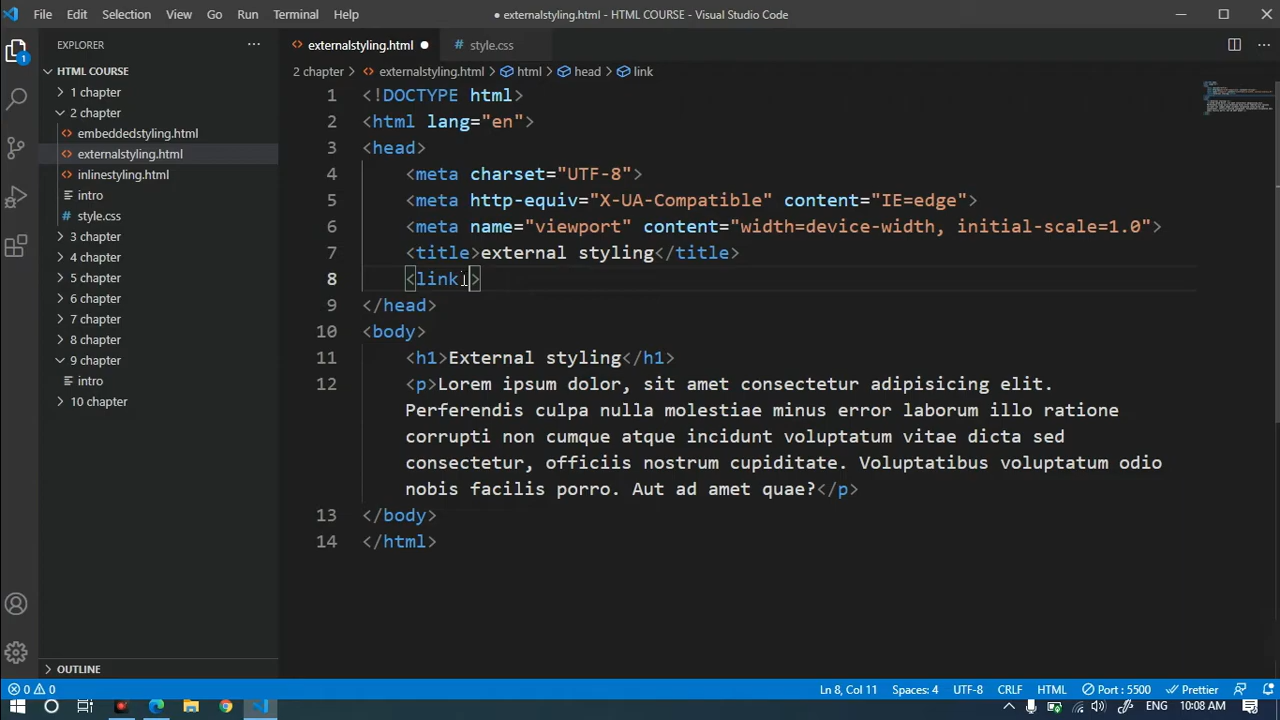 File Edit Selection View Go Run Terminal Help
● externalstyling.html - HTML COURSE - Visual Studio Code
EXPLORER
HTML COURSE
1 chapter
2 chapter
embeddedstyling.html
externalstyling.html
inlinestyling.html
intro
style.css
3 chapter
4 chapter
5 chapter
6 chapter
7 chapter
8 chapter
9 chapter
intro
10 chapter
OUTLINE
1
externalstyling.html ● style.css
2 chapter > externalstyling.html > html > head > link
1 <!DOCTYPE html>
2 <html lang="en">
3 <head>
4 <meta charset="UTF-8">
5 <meta http-equiv="X-UA-Compatible" content="IE=edge">
6 <meta name="viewport" content="width=device-width, initial-scale=1.0">
7 <title>external styling</title>
8 <link >
9 </head>
10 <body>
11 <h1>External styling</h1>
12 <p>Lorem ipsum dolor, sit amet consectetur adipisicing elit.
Perferendis culpa nulla molestiae minus error laborum illo ratione
corrupti non cumque atque incidunt voluptatum vitae dicta sed
consectetur, officiis nostrum cupiditate. Voluptatibus voluptatum odio
nobis facilis porro. Aut ad amet quae?</p>
13 </body>
14 </html>
0 0 Ln 8, Col 11 Spaces: 4 UTF-8 CRLF HTML Port : 5500 Prettier
ENG 10:08 AM